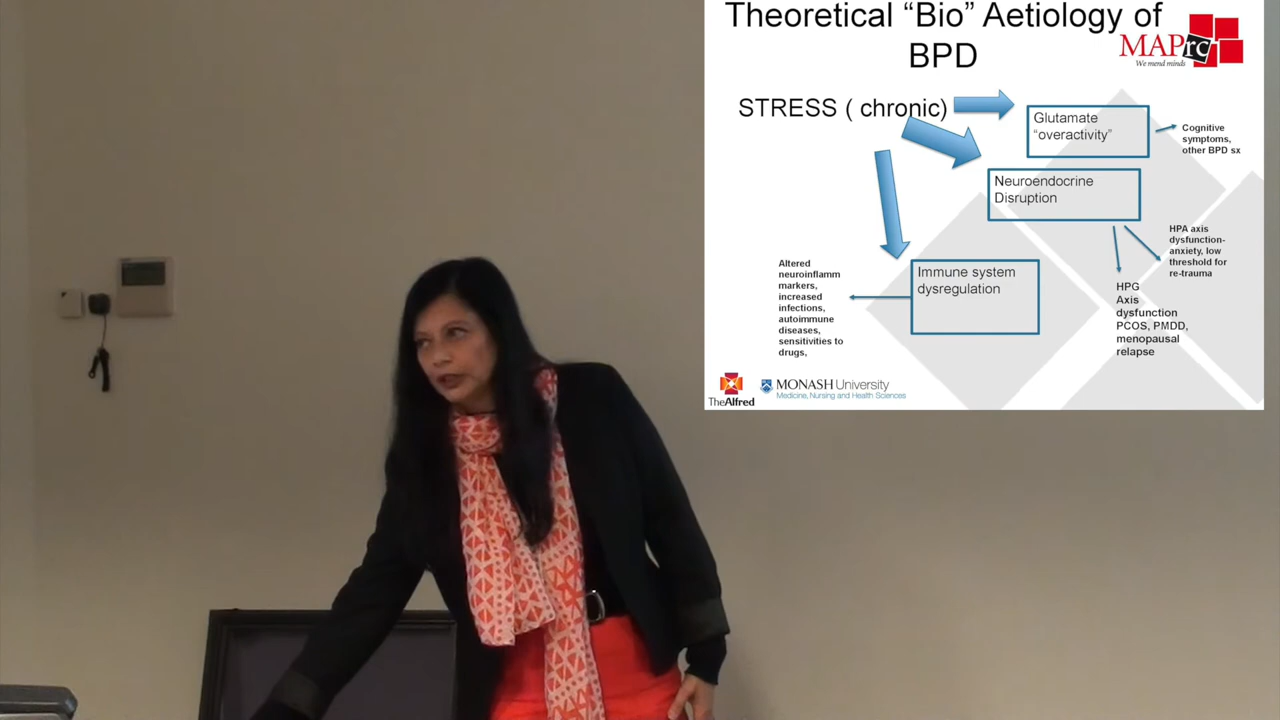 Theoretical “Bio” Aetiology of
BPD
MAPrc
We mend minds
STRESS ( chronic)
Glutamate
“overactivity”
Cognitive
symptoms,
other BPD sx
Neuroendocrine
Disruption
HPA axis
dysfunction-
anxiety, low
threshold for
re-trauma
HPG
Axis
dysfunction
PCOS, PMDD,
menopausal
relapse
Immune system
dysregulation
Altered
neuroinflamm
markers,
increased
infections,
autoimmune
diseases,
sensitivities to
drugs,
TheAlfred
MONASH University
Medicine, Nursing and Health Sciences